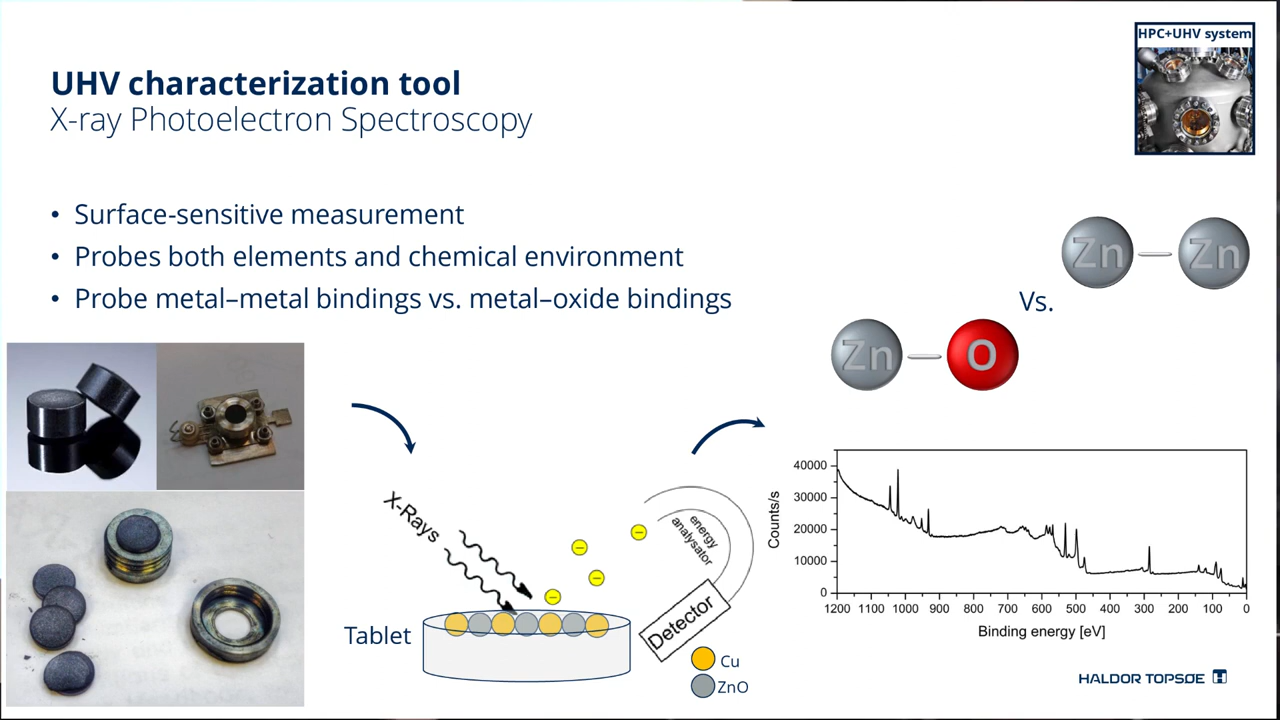 HPC+UHV system
UHV characterization tool
X-ray Photoelectron Spectroscopy
• Surface-sensitive measurement
• Probes both elements and chemical environment
• Probe metal–metal bindings vs. metal–oxide bindings
Zn Zn
Vs.
Zn O
X-Rays
energy
analysator
Detector
Tablet
Cu
ZnO
Counts/s
40000
30000
20000
10000
0
1200 1100 1000 900 800 700 600 500 400 300 200 100 0
Binding energy [eV]
HALDOR TOPSØE